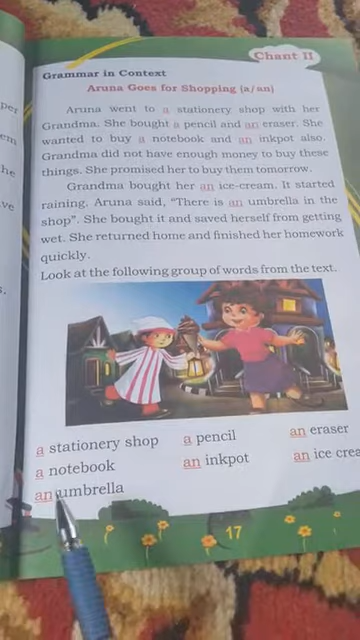 Chant II
Grammar in Context
Aruna Goes for Shopping (a/an)
Aruna went to a stationery shop with her
Grandma. She bought a pencil and an eraser. She
wanted to buy a notebook and an inkpot also.
Grandma did not have enough money to buy these
things. She promised her to buy them tomorrow.
Grandma bought her an ice-cream. It started
raining. Aruna said, "There is an umbrella in the
shop". She bought it and saved herself from getting
wet. She returned home and finished her homework
quickly.
Look at the following group of words from the text.
a stationery shop a pencil an eraser
a notebook an inkpot an ice crea
an umbrella
17